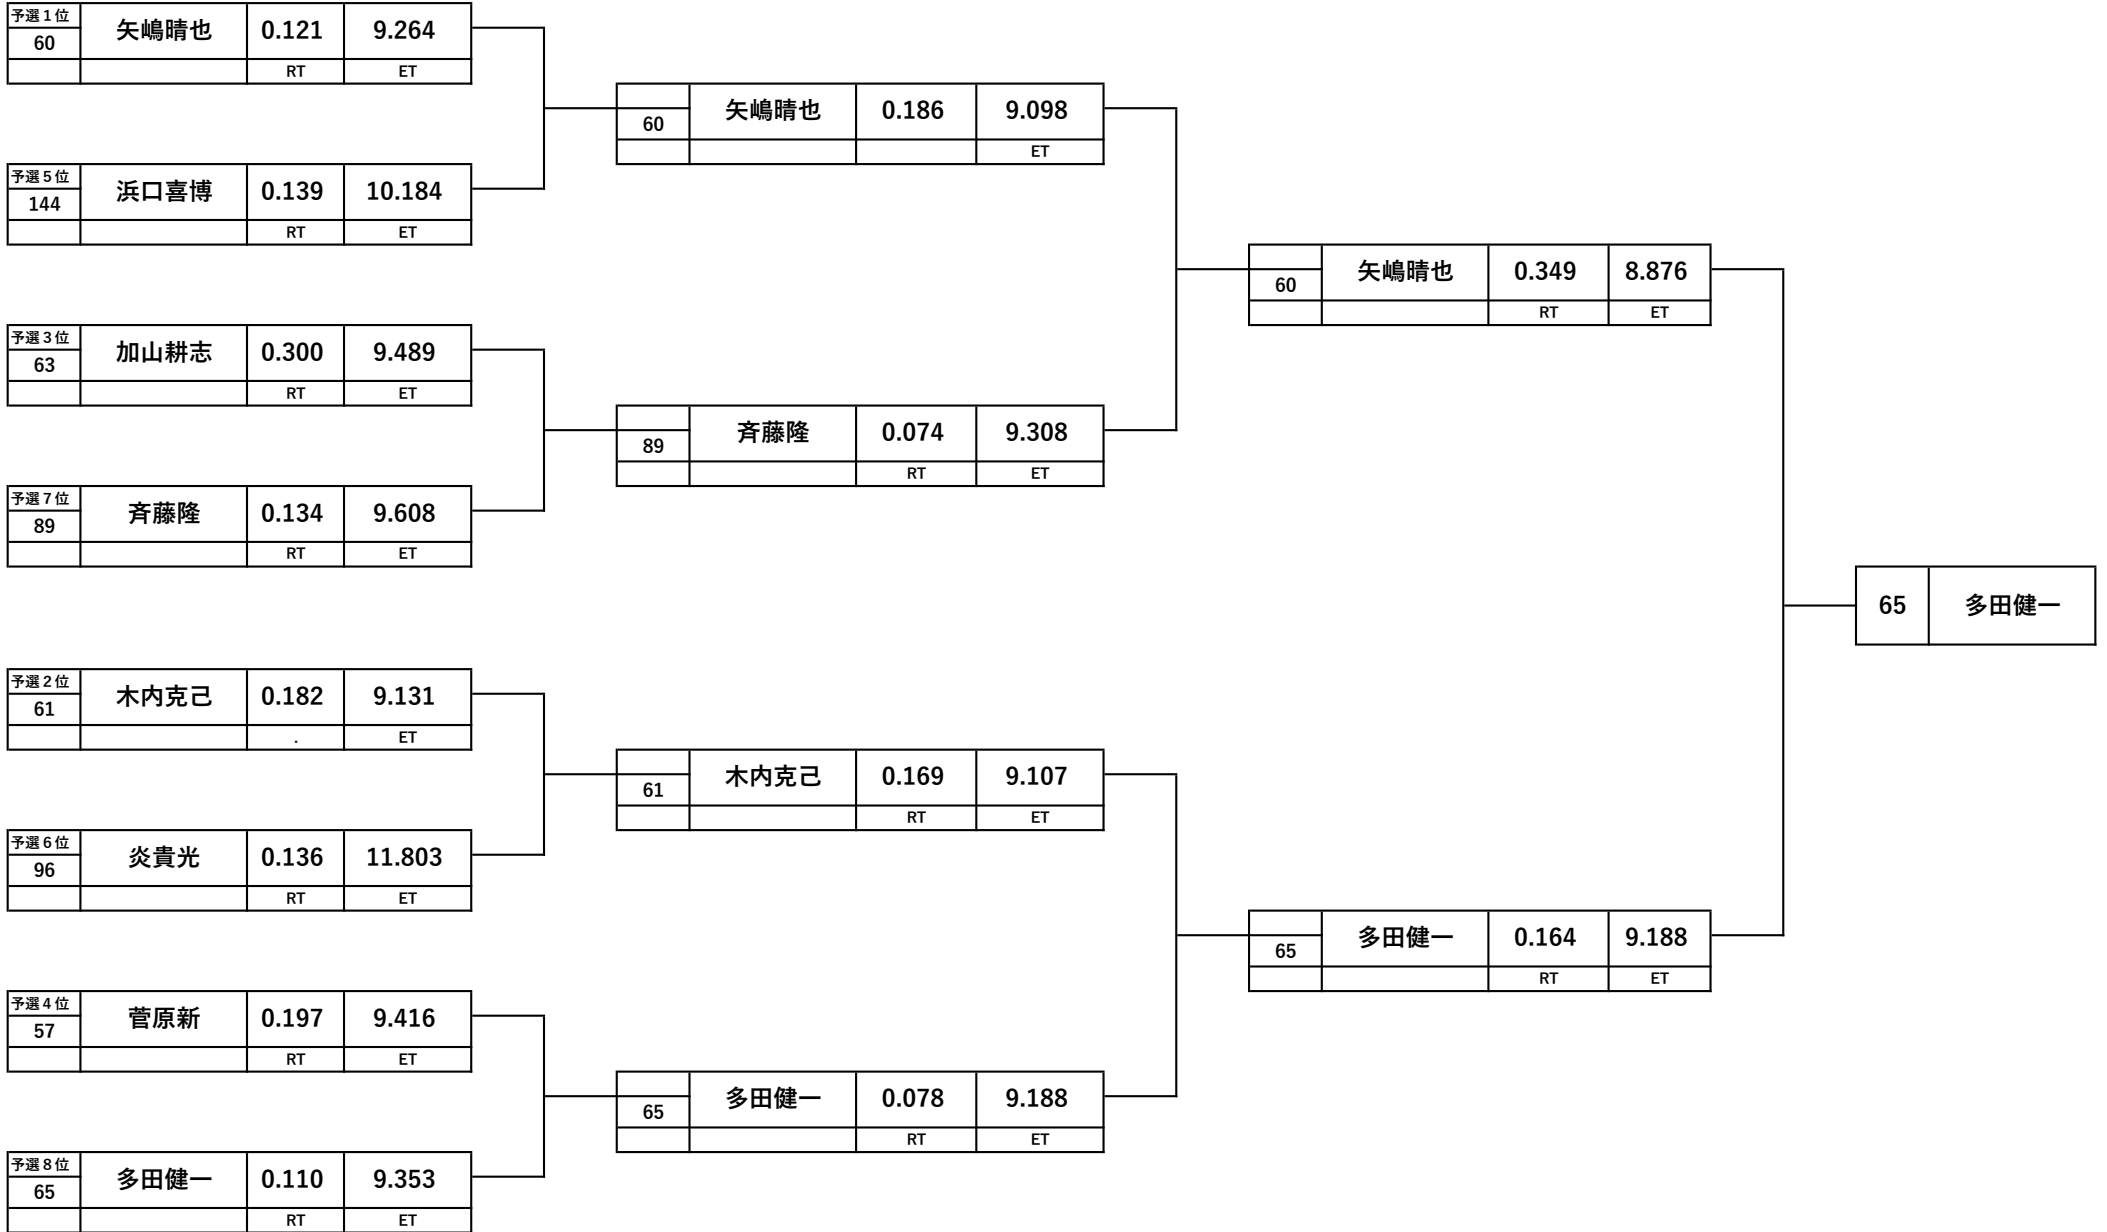 予選１位
60
矢嶋晴也
0.121
9.264
RT
ET
予選５位
144
浜口喜博
0.139
10.184
RT
ET
予選３位
63
加山耕志
0.300
9.489
RT
ET
予選７位
89
斉藤隆
0.134
9.608
RT
ET
予選２位
61
木内克己
0.182
9.131
.
ET
予選６位
96
炎貴光
0.136
11.803
RT
ET
予選４位
57
菅原新
0.197
9.416
RT
ET
予選８位
65
多田健一
0.110
9.353
RT
ET
60
矢嶋晴也
0.186
9.098
ET
89
斉藤隆
0.074
9.308
RT
ET
61
木内克己
0.169
9.107
RT
ET
65
多田健一
0.078
9.188
RT
ET
60
矢嶋晴也
0.349
8.876
RT
ET
65
多田健一
0.164
9.188
RT
ET
65
多田健一